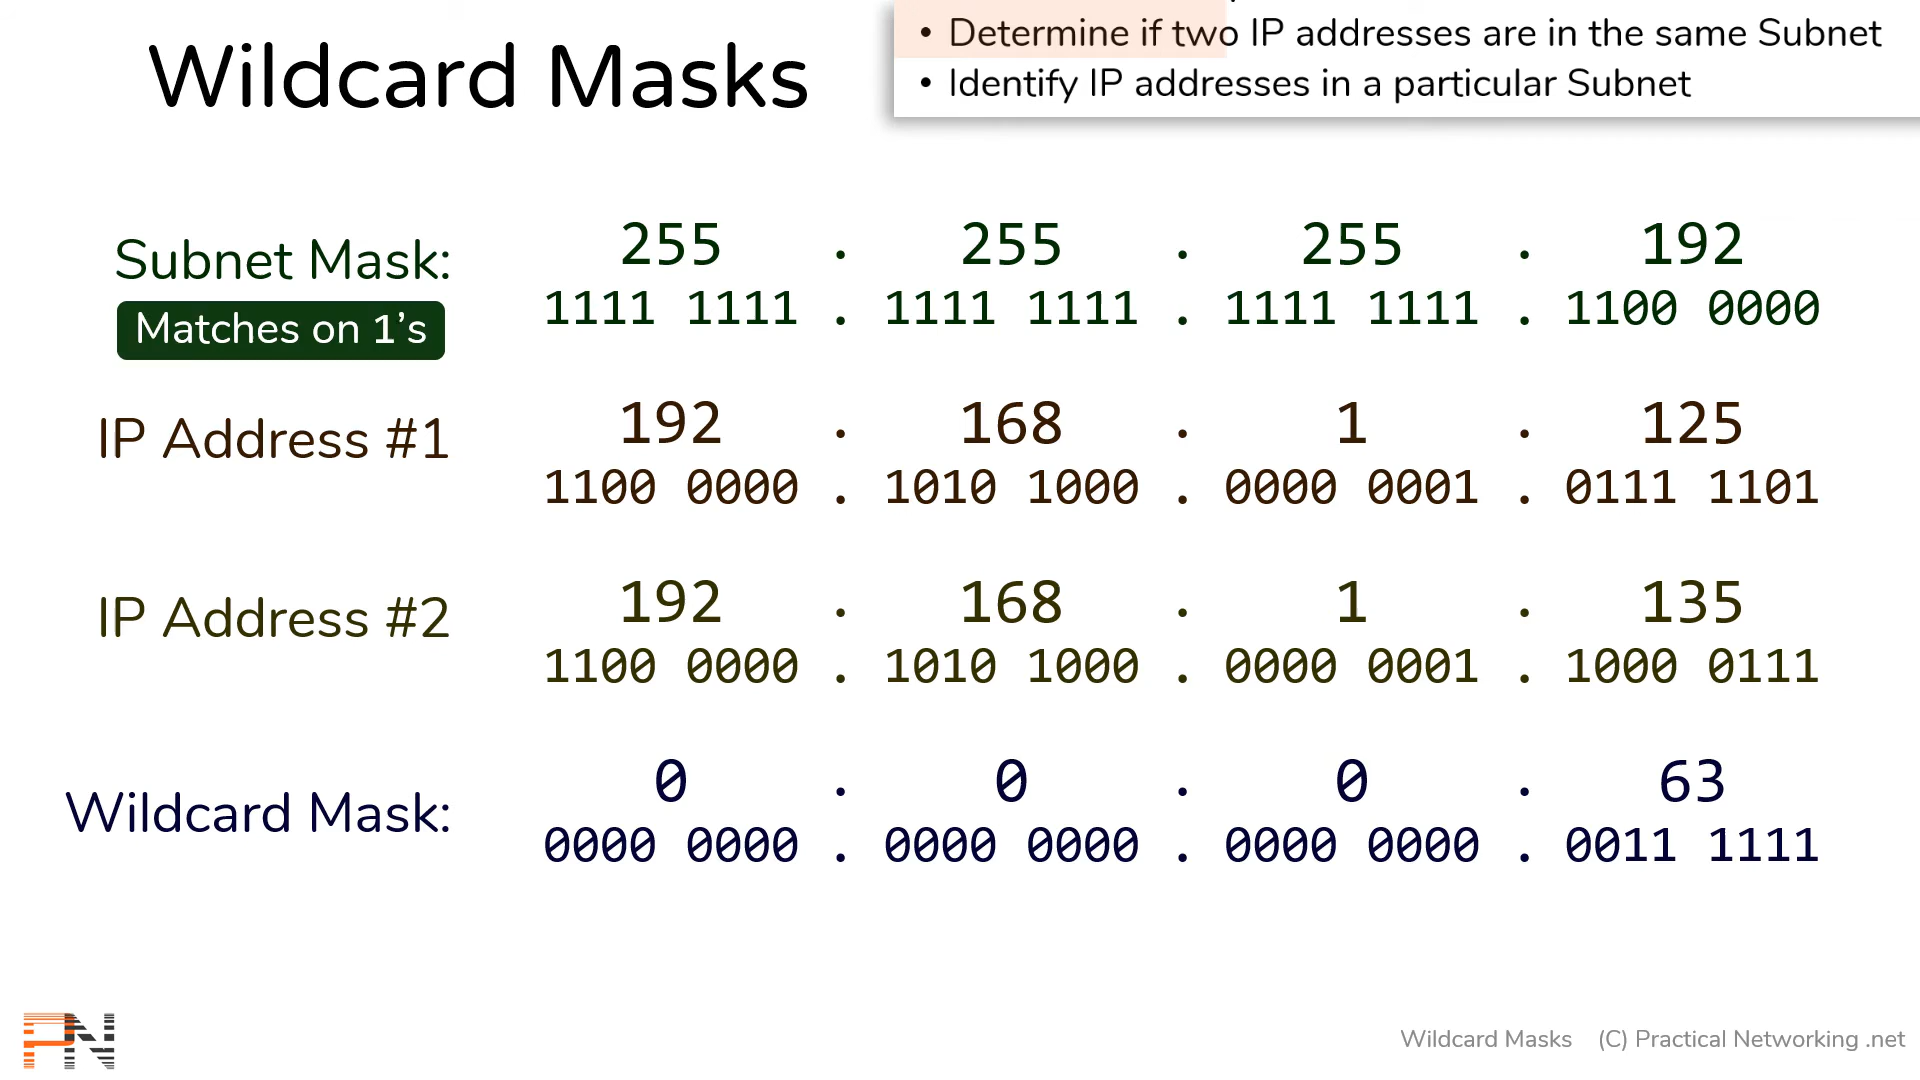 Wildcard Masks
• Determine if two IP addresses are in the same Subnet
• Identify IP addresses in a particular Subnet
Subnet Mask: 255 . 255 . 255 . 192
1111 1111 . 1111 1111 . 1111 1111 . 1100 0000
Matches on 1's
IP Address #1 192 . 168 . 1 . 125
1100 0000 . 1010 1000 . 0000 0001 . 0111 1101
IP Address #2 192 . 168 . 1 . 135
1100 0000 . 1010 1000 . 0000 0001 . 1000 0111
Wildcard Mask: 0 . 0 . 0 . 63
0000 0000 . 0000 0000 . 0000 0000 . 0011 1111
PN
Wildcard Masks (C) Practical Networking .net